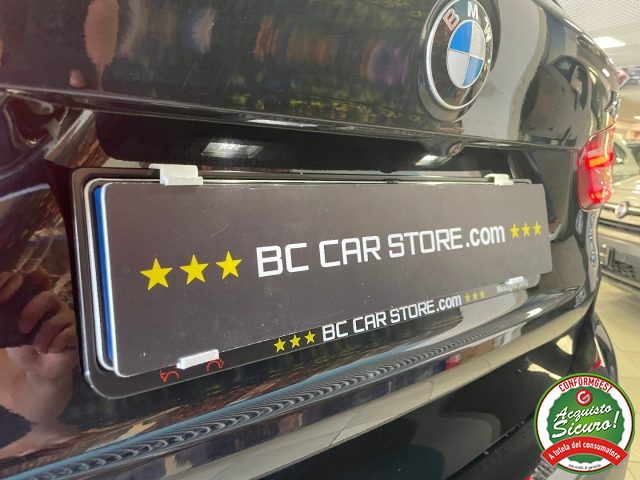 BMW
BC CAR STORE.com
BC CAR STORE.com
CONFORMGEST
Acquisto
Sicuro!
A tutela del consumatore